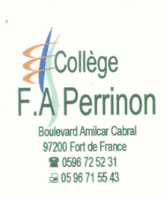 Collège
F.A Perrinon
Boulevard Amilcar Cabral
97200 Fort de France
☎ 0596 72 52 31
📠 05 96 71 55 43